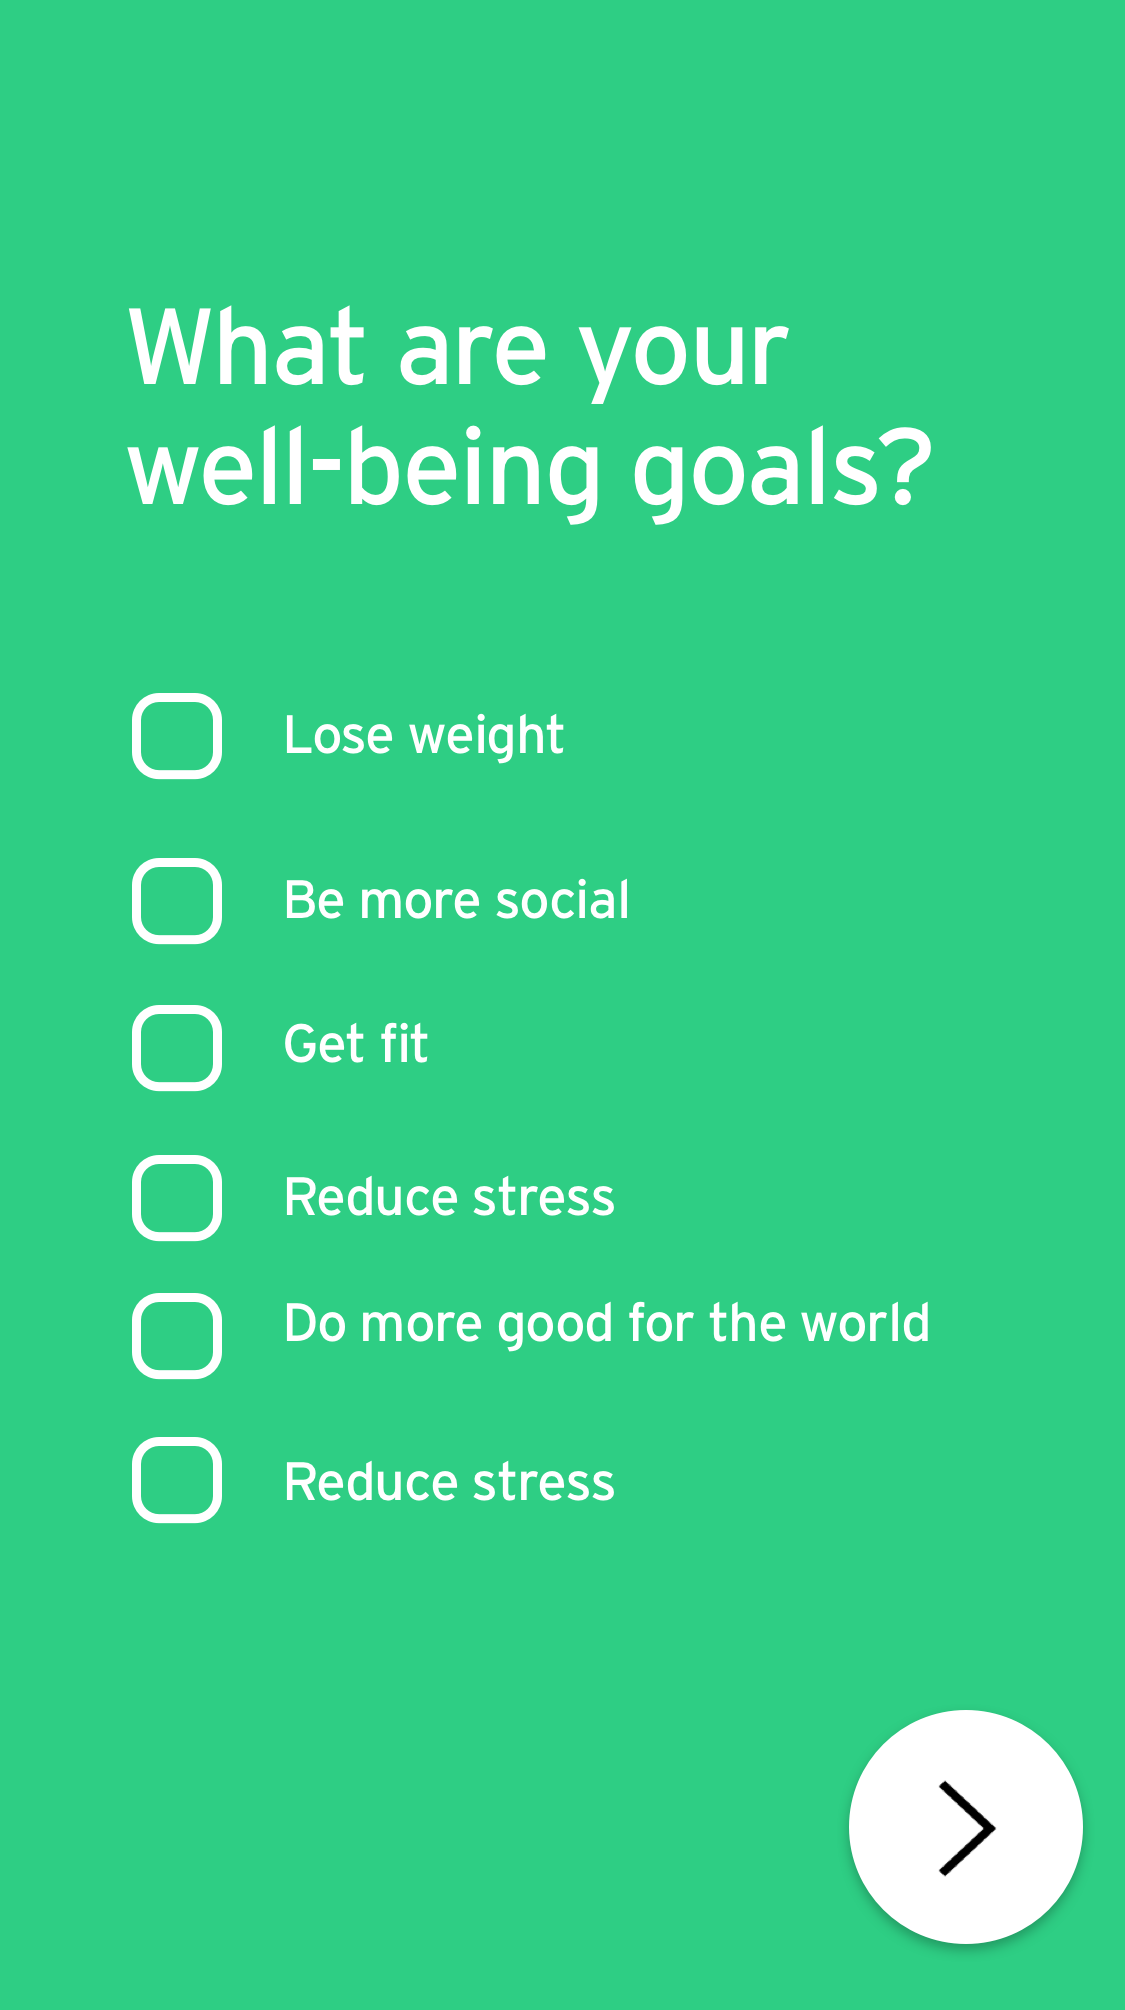 What are your
well-being goals?
Lose weight
Be more social
Get fit
Reduce stress
Do more good for the world
Reduce stress